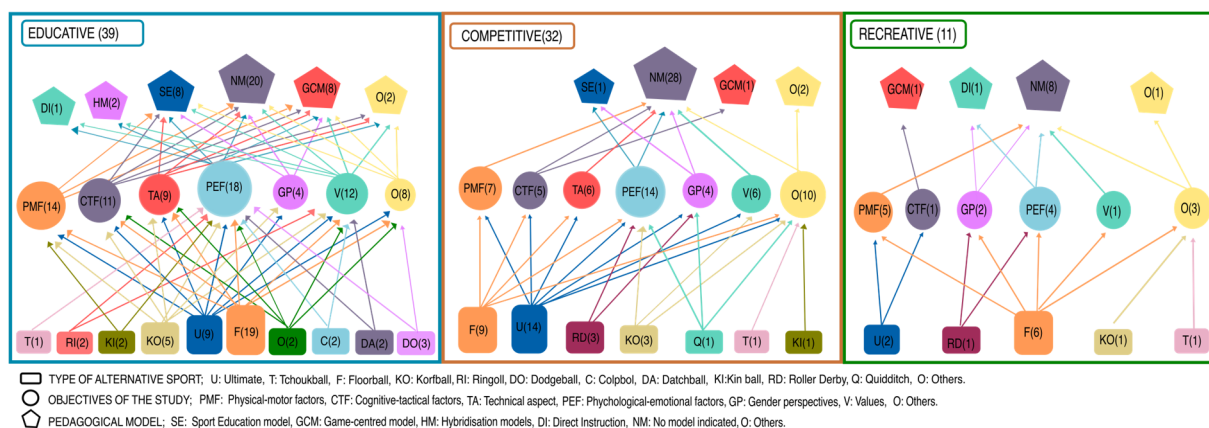 EDUCATIVE (39)
COMPETITIVE(32)
RECREATIVE (11)
DI(1) HM(2) SE(8) NM(20) GCM(8) O(2)
SE(1) NM(28) GCM(1) O(2)
GCM(1) DI(1) NM(8) O(1)
PMF(14) CTF(11) TA(9) PEF(18) GP(4) V(12) O(8)
PMF(7) CTF(5) TA(6) PEF(14) GP(4) V(6) O(10)
PMF(5) CTF(1) GP(2) PEF(4) V(1) O(3)
T(1) RI(2) KI(2) KO(5) U(9) F(19) O(2) C(2) DA(2) DO(3)
F(9) U(14) RD(3) KO(3) Q(1) T(1) KI(1)
U(2) RD(1) F(6) KO(1) T(1)
TYPE OF ALTERNATIVE SPORT; U: Ultimate, T: Tchoukball, F: Floorball, KO: Korfball, RI: Ringoll, DO: Dodgeball, C: Colpbol, DA: Datchball, KI:Kin ball, RD: Roller Derby, Q: Quidditch, O: Others.
OBJECTIVES OF THE STUDY; PMF: Physical-motor factors, CTF: Cognitive-tactical factors, TA: Technical aspect, PEF: Phychological-emotional factors, GP: Gender perspectives, V: Values, O: Others.
PEDAGOGICAL MODEL; SE: Sport Education model, GCM: Game-centred model, HM: Hybridisation models, DI: Direct Instruction, NM: No model indicated, O: Others.